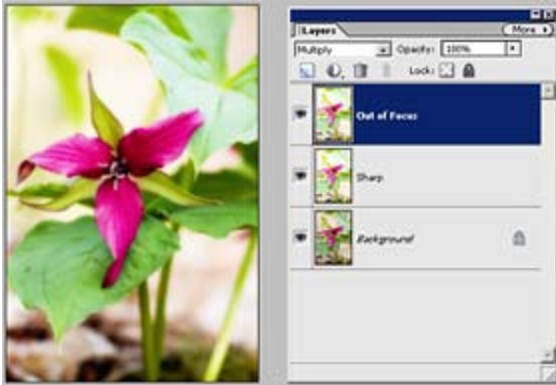 Layers
More
Multiply Opacity: 100%
Lock:
Out of Focus
Sharp
Background